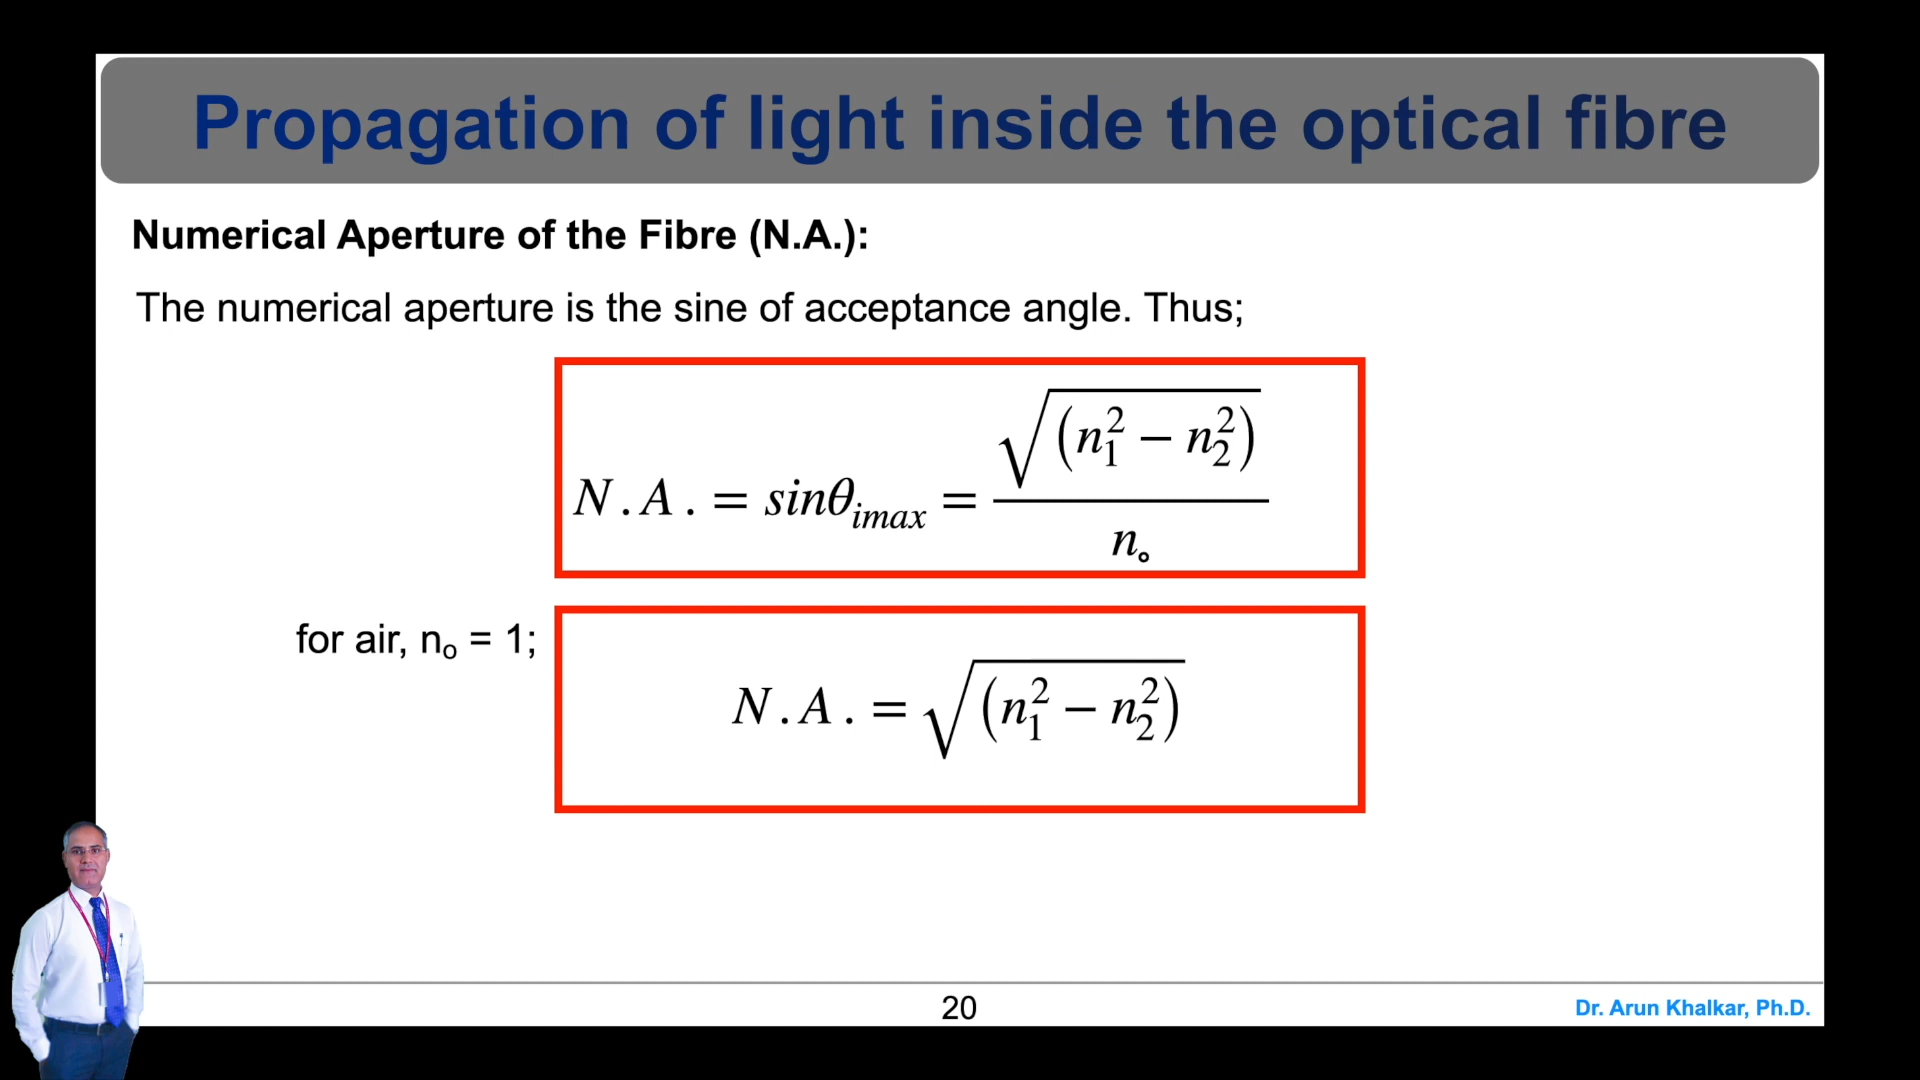 Propagation of light inside the optical fibre
Numerical Aperture of the Fibre (N.A.):
The numerical aperture is the sine of acceptance angle. Thus;
N.A. = sinθ_imax = √(n₁² − n₂²) / n∘
for air, nₒ = 1;
N.A. = √(n₁² − n₂²)
20
Dr. Arun Khalkar, Ph.D.